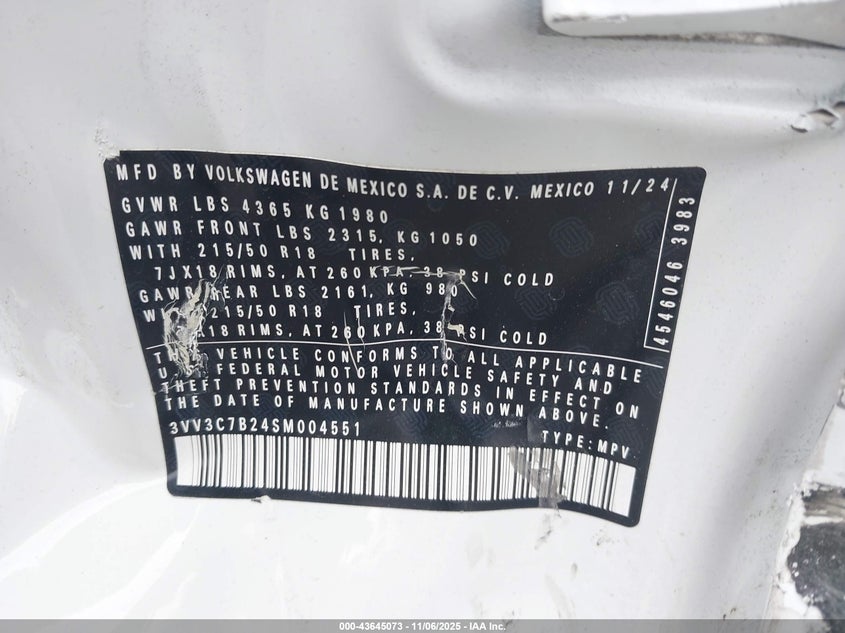 MFD BY VOLKSWAGEN DE MEXICO S.A. DE C.V. MEXICO 11/24
GVWR LBS 4365 KG 1980
GAWR FRONT LBS 2315, KG 1050
WITH 215/50 R18 TIRES,
7JX18 RIMS, AT 260 KPA, 38 PSI COLD
GAWR REAR LBS 2161, KG 980
215/50 R18 TIRES,
18 RIMS, AT 260 KPA, 38 PSI COLD
VEHICLE CONFORMS TO ALL APPLICABLE
FEDERAL MOTOR VEHICLE SAFETY AND
THEFT PREVENTION STANDARDS IN EFFECT ON
THE DATE OF MANUFACTURE SHOWN ABOVE.
3VV3C7B24SM004551 TYPE: MPV
4546046 3983
000-43645073 - 11/06/2025 - IAA Inc.